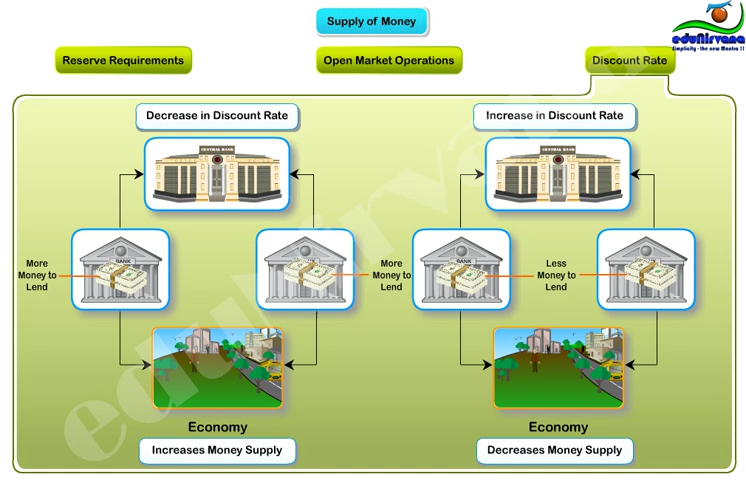 Supply of Money
eduNirvana
Simplicity - the new Mantra !!
Reserve Requirements
Open Market Operations
Discount Rate
Decrease in Discount Rate
CENTRAL BANK
BANK
More
Money to
Lend
More
Money to
Lend
Economy
Increases Money Supply
Increase in Discount Rate
CENTRAL BANK
BANK
Less
Money to
Lend
Economy
Decreases Money Supply
eduNirvana